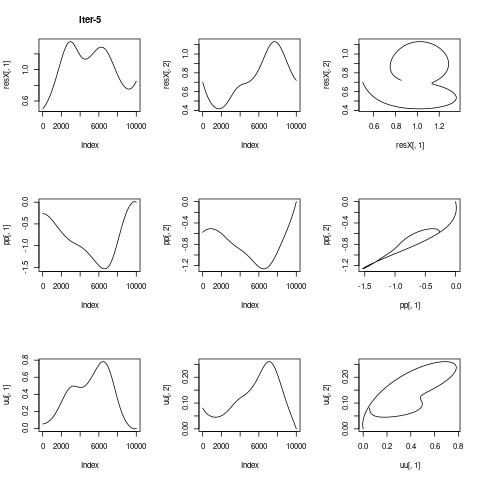 Iter-5
resX[, 1]
0.6 1.0
0 2000 6000 10000
Index
resX[, 2]
0.4 0.6 0.8 1.0
0 2000 6000 10000
Index
resX[, 2]
0.4 0.6 0.8 1.0
0.6 0.8 1.0 1.2
resX[, 1]
pp[, 1]
-1.5 -1.0 -0.5 0.0
0 2000 6000 10000
Index
pp[, 2]
-1.2 -0.8 -0.4 0.0
0 2000 6000 10000
Index
pp[, 2]
-1.2 -0.8 -0.4 0.0
-1.5 -1.0 -0.5 0.0
pp[, 1]
uu[, 1]
0.0 0.2 0.4 0.6 0.8
0 2000 6000 10000
Index
uu[, 2]
0.00 0.10 0.20
0 2000 6000 10000
Index
uu[, 2]
0.00 0.10 0.20
0.0 0.2 0.4 0.6 0.8
uu[, 1]